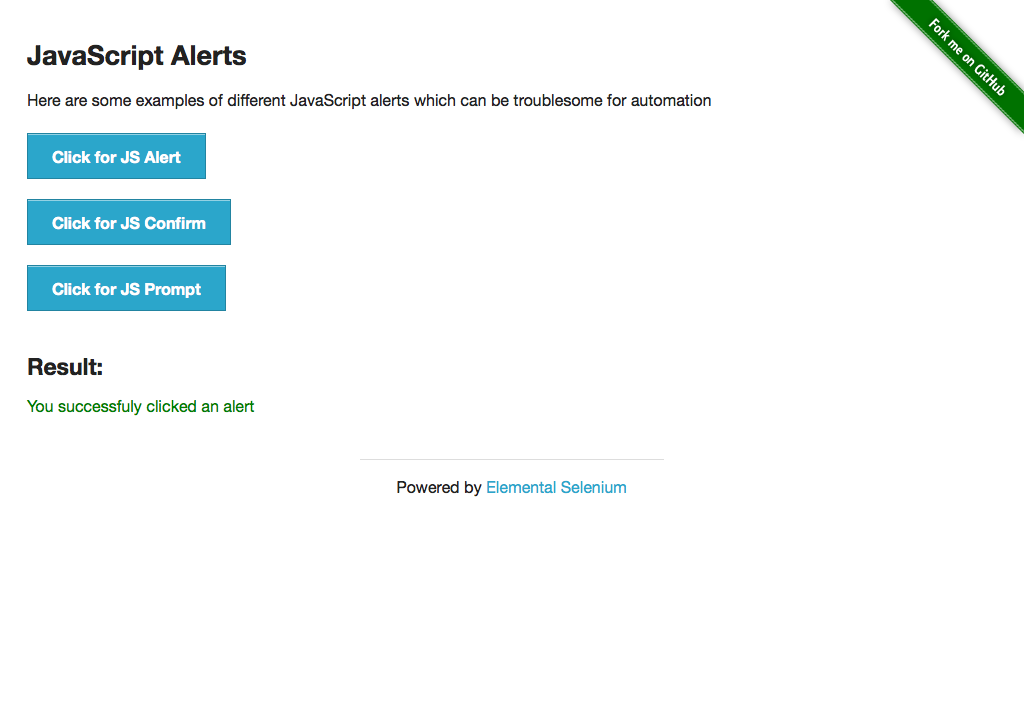 Fork me on GitHub
JavaScript Alerts
Here are some examples of different JavaScript alerts which can be troublesome for automation
Click for JS Alert
Click for JS Confirm
Click for JS Prompt
Result:
You successfuly clicked an alert
Powered by Elemental Selenium